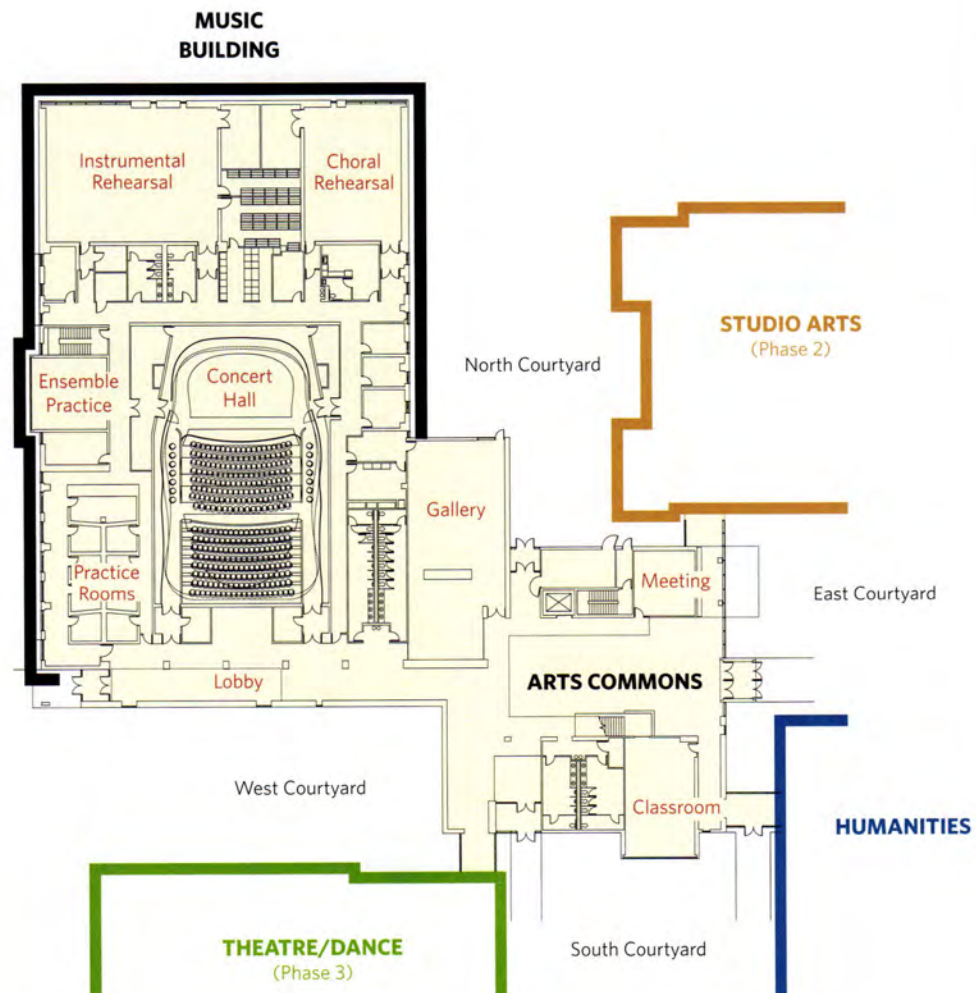 MUSIC
BUILDING
Instrumental
Rehearsal
Choral
Rehearsal
STUDIO ARTS
(Phase 2)
North Courtyard
Ensemble
Practice
Concert
Hall
Gallery
Practice
Rooms
Meeting
East Courtyard
Lobby
ARTS COMMONS
West Courtyard
Classroom
HUMANITIES
THEATRE/DANCE
(Phase 3)
South Courtyard